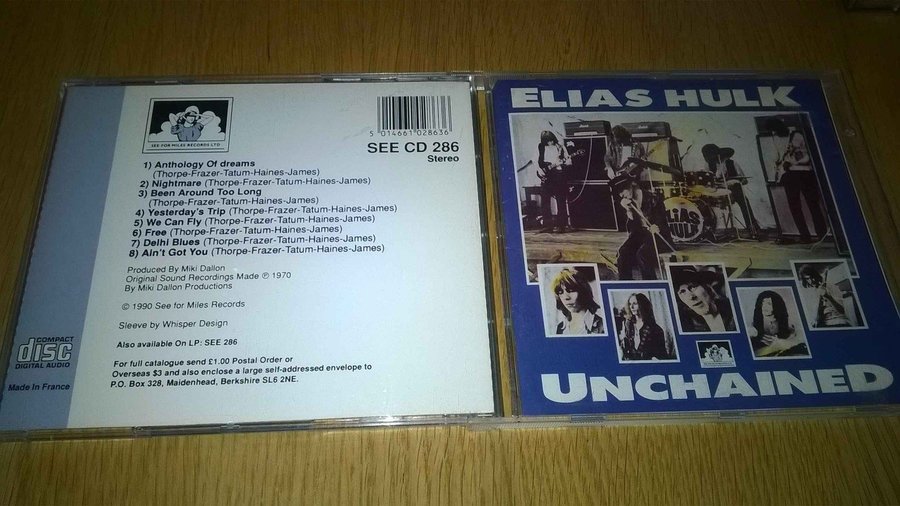 SEE FOR MILES RECORDS LTD
5 014661 028636
SEE CD 286
Stereo
1) Anthology Of dreams
(Thorpe-Frazer-Tatum-Haines-James)
2) Nightmare (Thorpe-Frazer-Tatum-Haines-James)
3) Been Around Too Long
(Thorpe-Frazer-Tatum-Haines-James)
4) Yesterday's Trip (Thorpe-Frazer-Tatum-Haines-James)
5) We Can Fly (Thorpe-Frazer-Tatum-Haines-James)
6) Free (Thorpe-Frazer-Tatum-Haines-James)
7) Delhi Blues (Thorpe-Frazer-Tatum-Haines-James)
8) Ain't Got You (Thorpe-Frazer-Tatum-Haines-James)
Produced By Miki Dallon
Original Sound Recordings Made ℗ 1970
By Miki Dallon Productions
© 1990 See for Miles Records
Sleeve by Whisper Design
Also available On LP: SEE 286
For full catalogue send £1.00 Postal Order or
Overseas $3 and also enclose a large self-addressed envelope to
P.O. Box 328, Maidenhead, Berkshire SL6 2NE.
COMPACT
disc
DIGITAL AUDIO
Made In France
ELIAS HULK
ELIAS
HULK
UNCHAINED